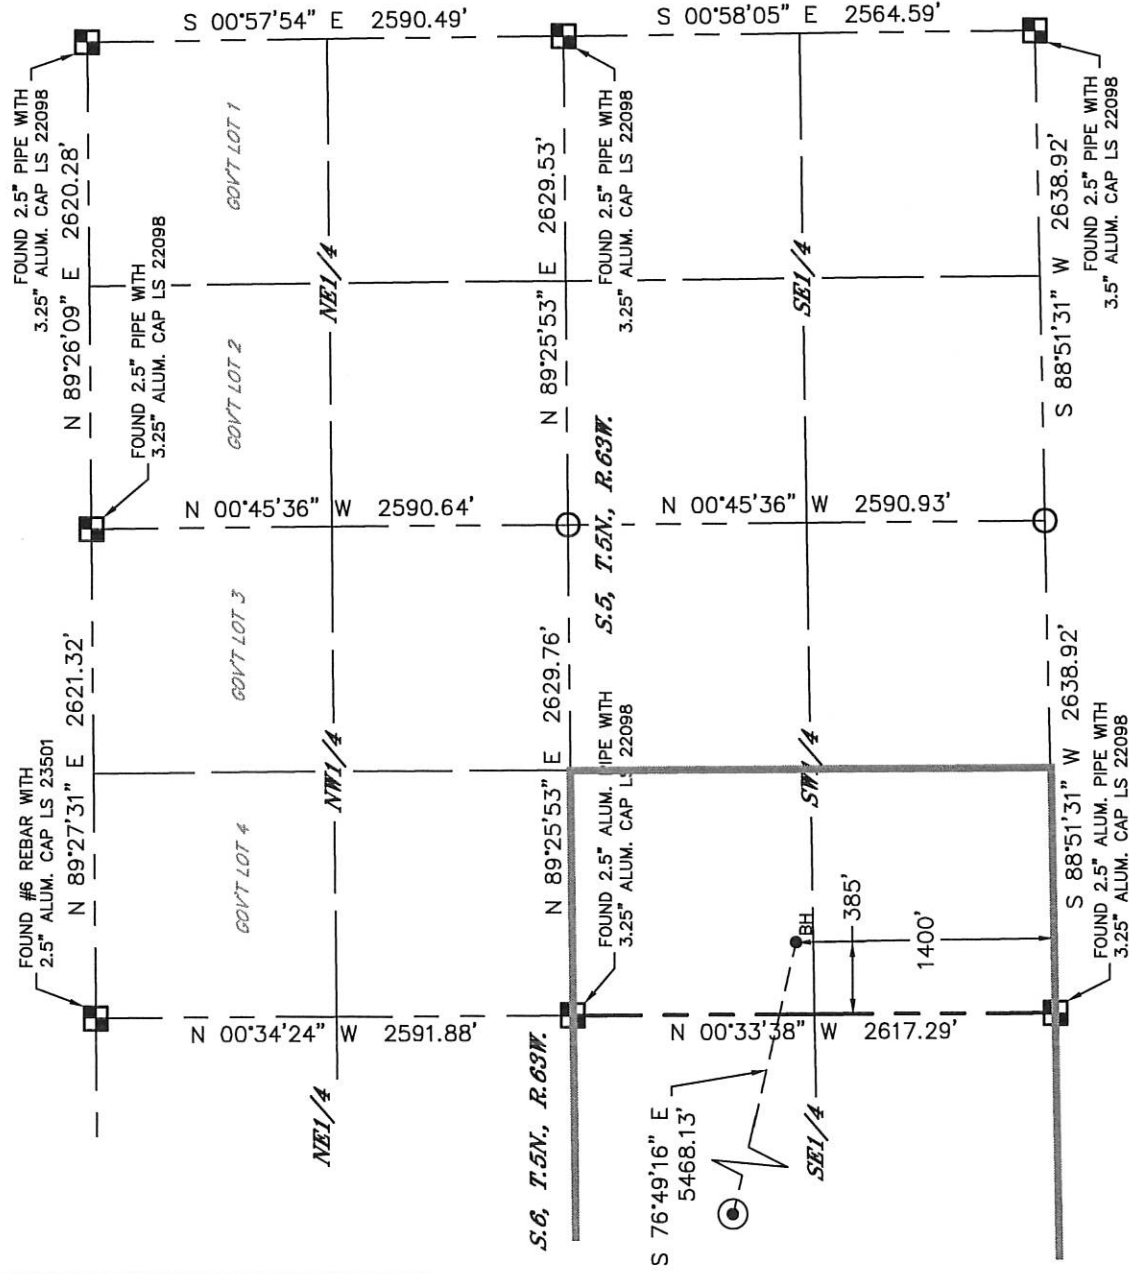 S 00°57'54" E 2590.49'
S 00°58'05" E 2564.59'
FOUND 2.5" PIPE WITH
3.25" ALUM. CAP LS 22098
N 89°26'09" E 2620.28'
GOV'T LOT 1
NE1/4
N 89°25'53" E 2629.53'
FOUND 2.5" PIPE WITH
3.25" ALUM. CAP LS 22098
SE1/4
S 88°51'31" W 2638.92'
FOUND 2.5" PIPE WITH
3.5" ALUM. CAP LS 22098
FOUND 2.5" PIPE WITH
3.25" ALUM. CAP LS 22098
GOV'T LOT 2
N 00°45'36" W 2590.64'
S.5, T.5N., R.63W.
N 00°45'36" W 2590.93'
FOUND #6 REBAR WITH
2.5" ALUM. CAP LS 23501
N 89°27'31" E 2621.32'
GOV'T LOT 3
NW1/4
GOV'T LOT 4
N 89°25'53" E 2629.76'
FOUND 2.5" ALUM. PIPE WITH
3.25" ALUM. CAP LS 22098
SW1/4
S 88°51'31" W 2638.92'
FOUND 2.5" ALUM. PIPE WITH
3.25" ALUM. CAP LS 22098
BH
385'
1400'
N 00°34'24" W 2591.88'
N 00°33'38" W 2617.29'
NE1/4
S.6, T.5N., R.63W.
S 76°49'16" E
5468.13'
SE1/4